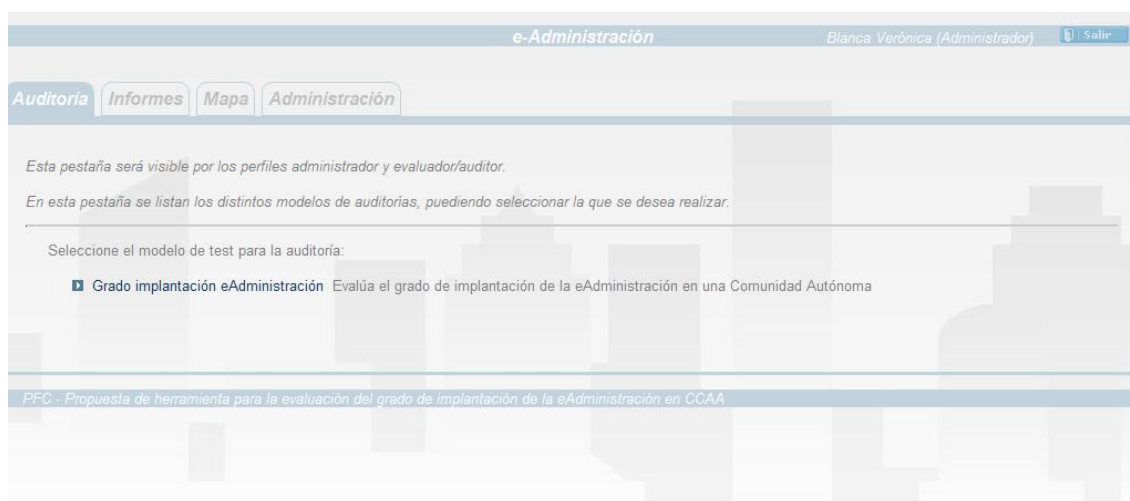 e-Administración
Blanca Verónica (Administrador)
Salir
Auditoría Informes Mapa Administración
Esta pestaña será visible por los perfiles administrador y evaluador/auditor.
En esta pestaña se listan los distintos modelos de auditorías, puediendo seleccionar la que se desea realizar.
Seleccione el modelo de test para la auditoría:
Grado implantación eAdministración Evalúa el grado de implantación de la eAdministración en una Comunidad Autónoma
PFC - Propuesta de herramienta para la evaluación del grado de implantación de la eAdministración en CCAA